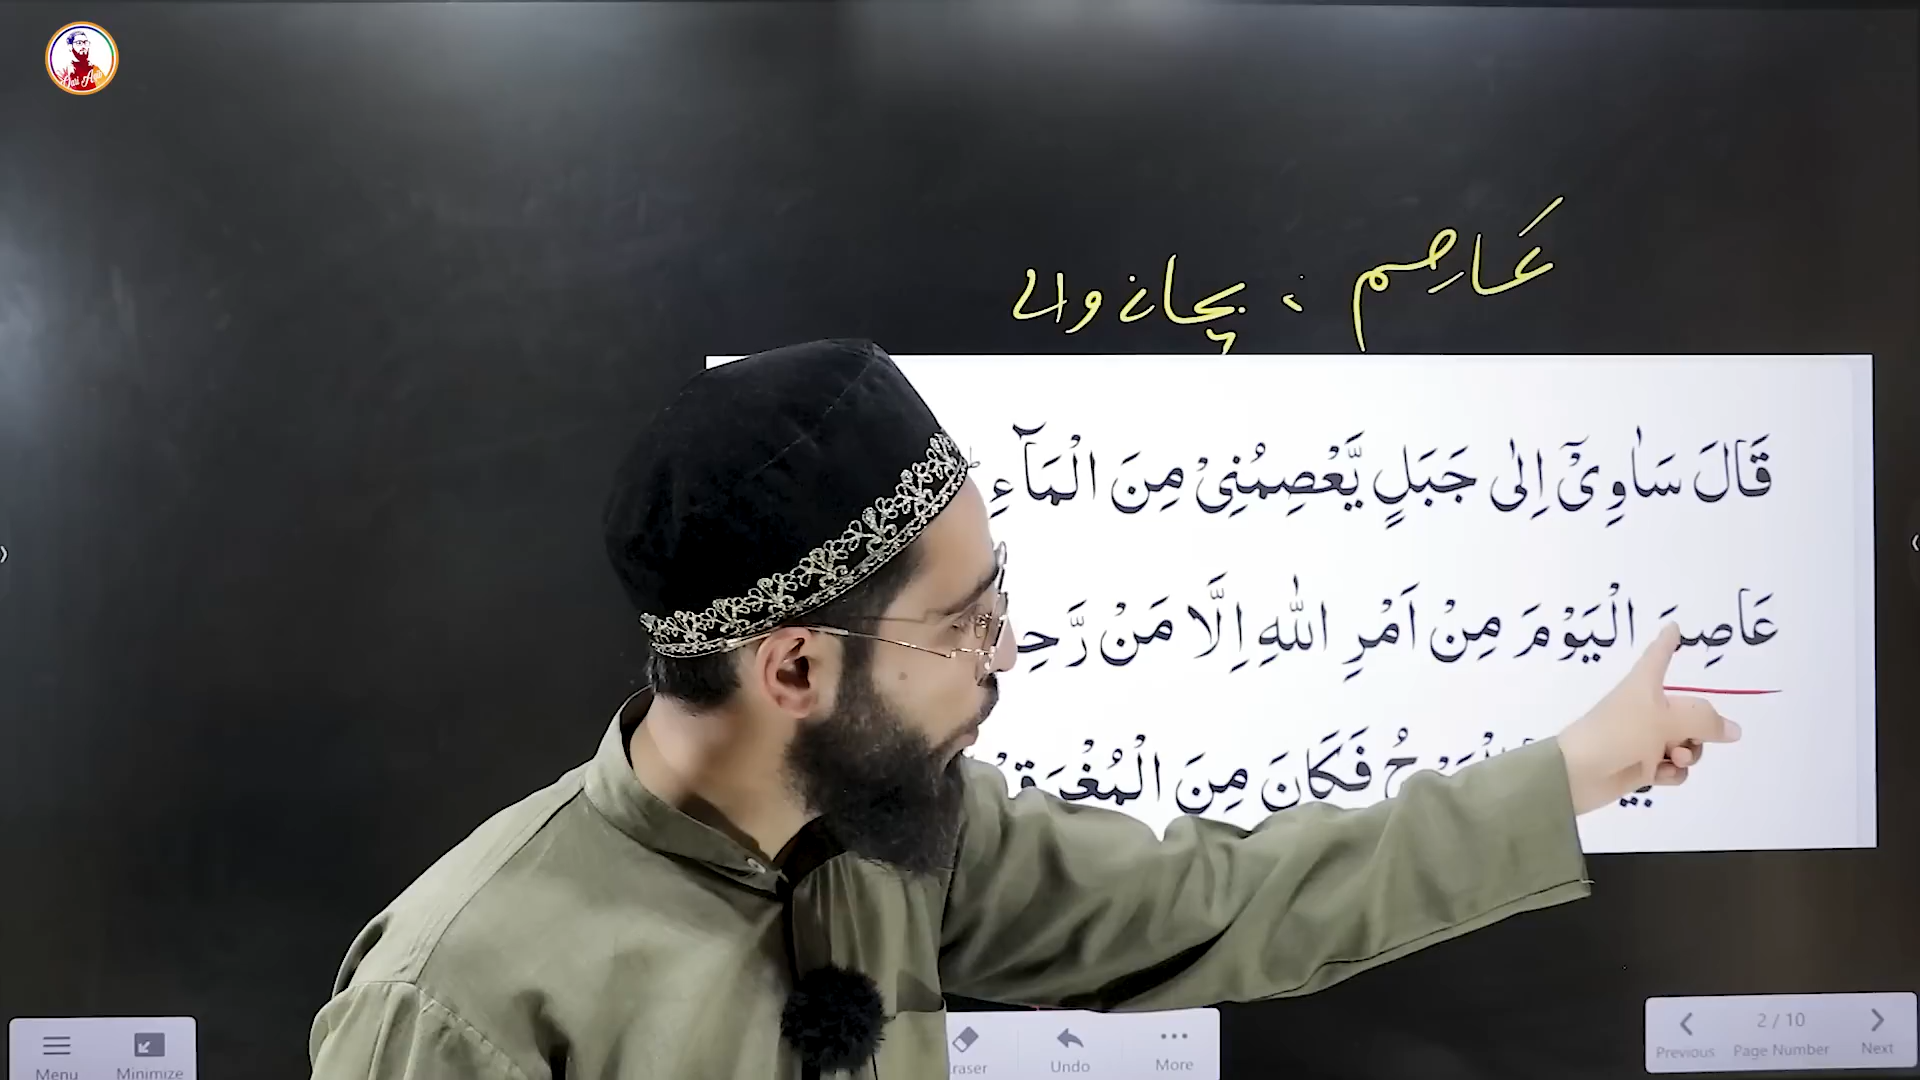 عَاصِم ، بچانے والے
قَالَ سَاٰوِیْۤ اِلٰی جَبَلٍ یَّعْصِمُنِیْ مِنَ الْمَآءِ
عَاصِمَ الْیَوْمَ مِنْ اَمْرِ اللّٰهِ اِلَّا مَنْ رَّحِ
فَكَانَ مِنَ الْمُغْرَقِ
Menu
Minimize
Undo
More
2 / 10
Previous
Page Number
Next